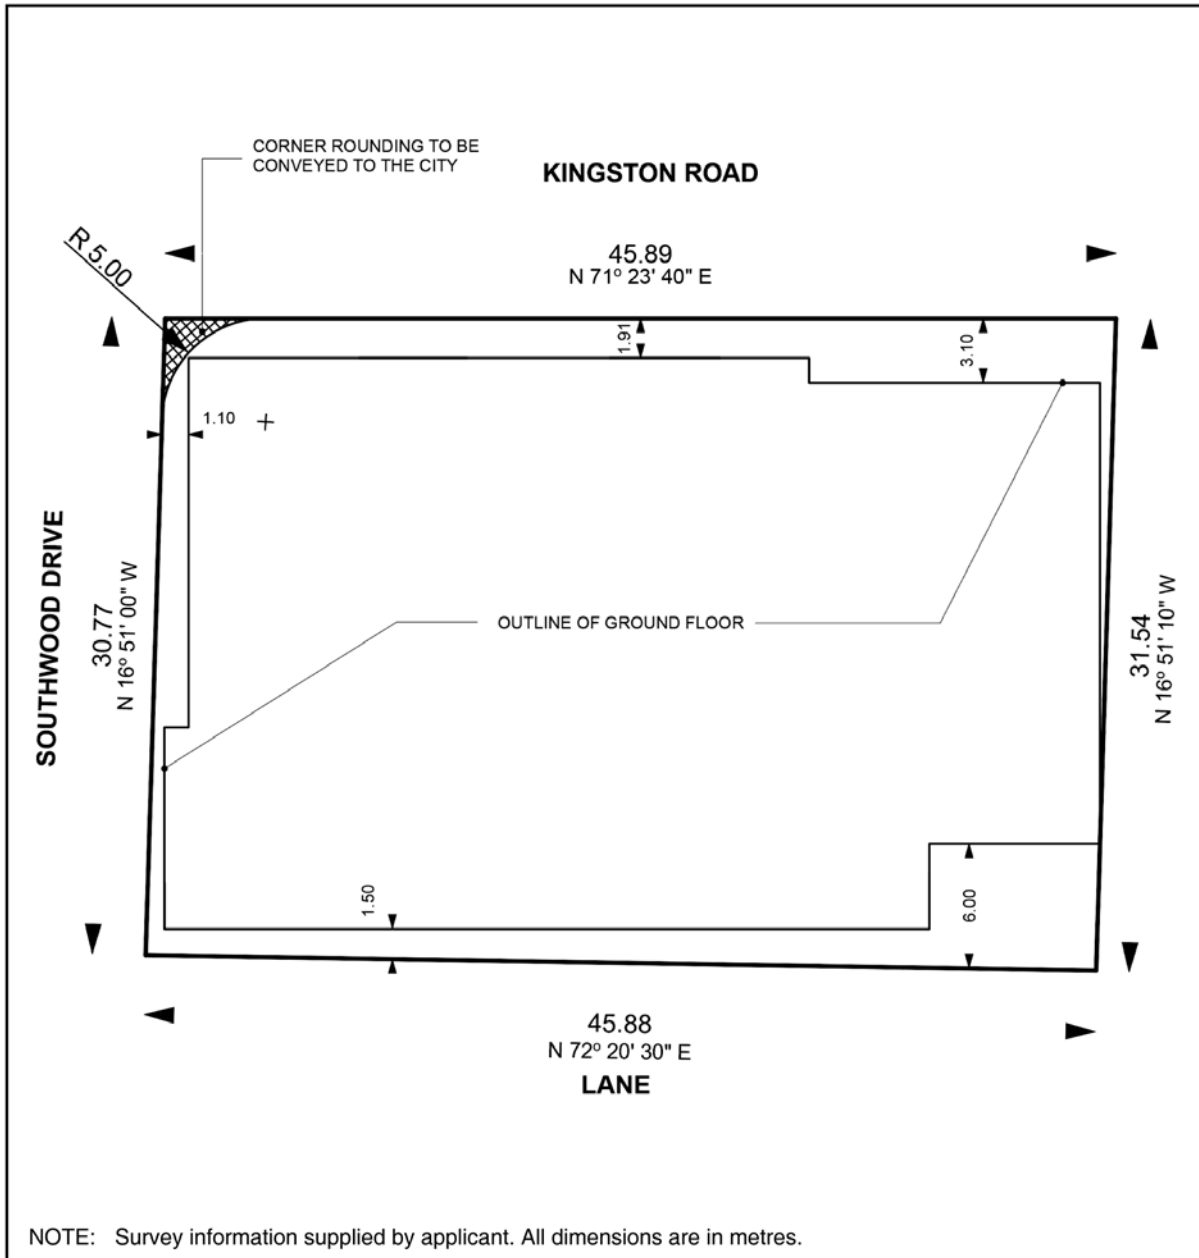 CORNER ROUNDING TO BE
CONVEYED TO THE CITY
KINGSTON ROAD
R 5.00
45.89
N 71º 23' 40" E
1.91
3.10
1.10
SOUTHWOOD DRIVE
30.77
N 16º 51' 00" W
OUTLINE OF GROUND FLOOR
31.54
N 16º 51' 10" W
1.50
6.00
45.88
N 72º 20' 30" E
LANE
NOTE: Survey information supplied by applicant. All dimensions are in metres.